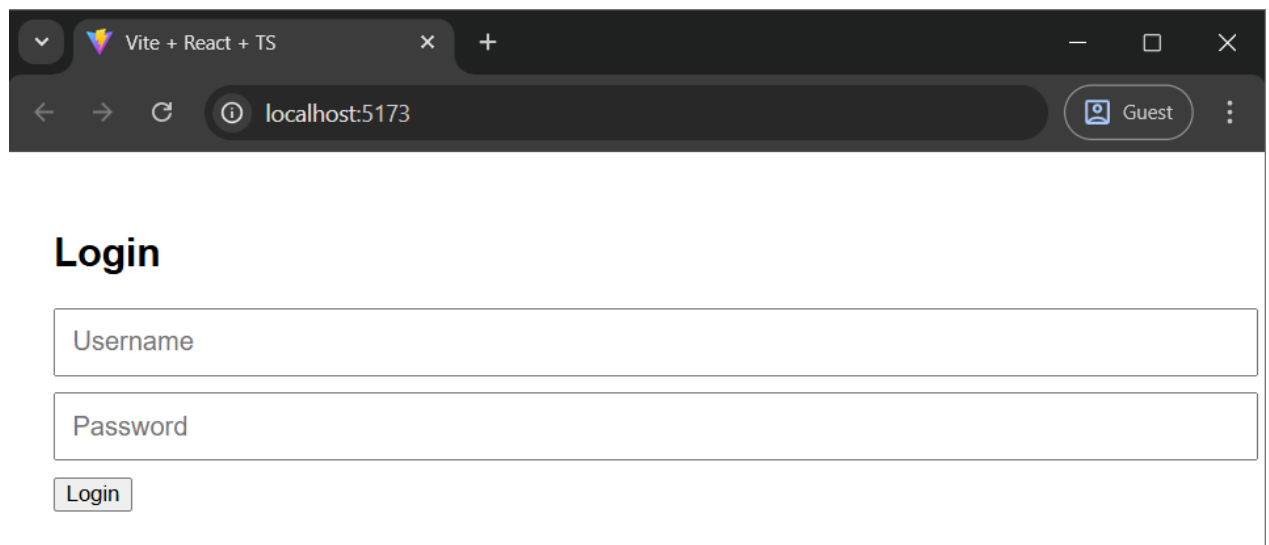 Vite + React + TS
localhost:5173
Guest
Login
Username
Password
Login